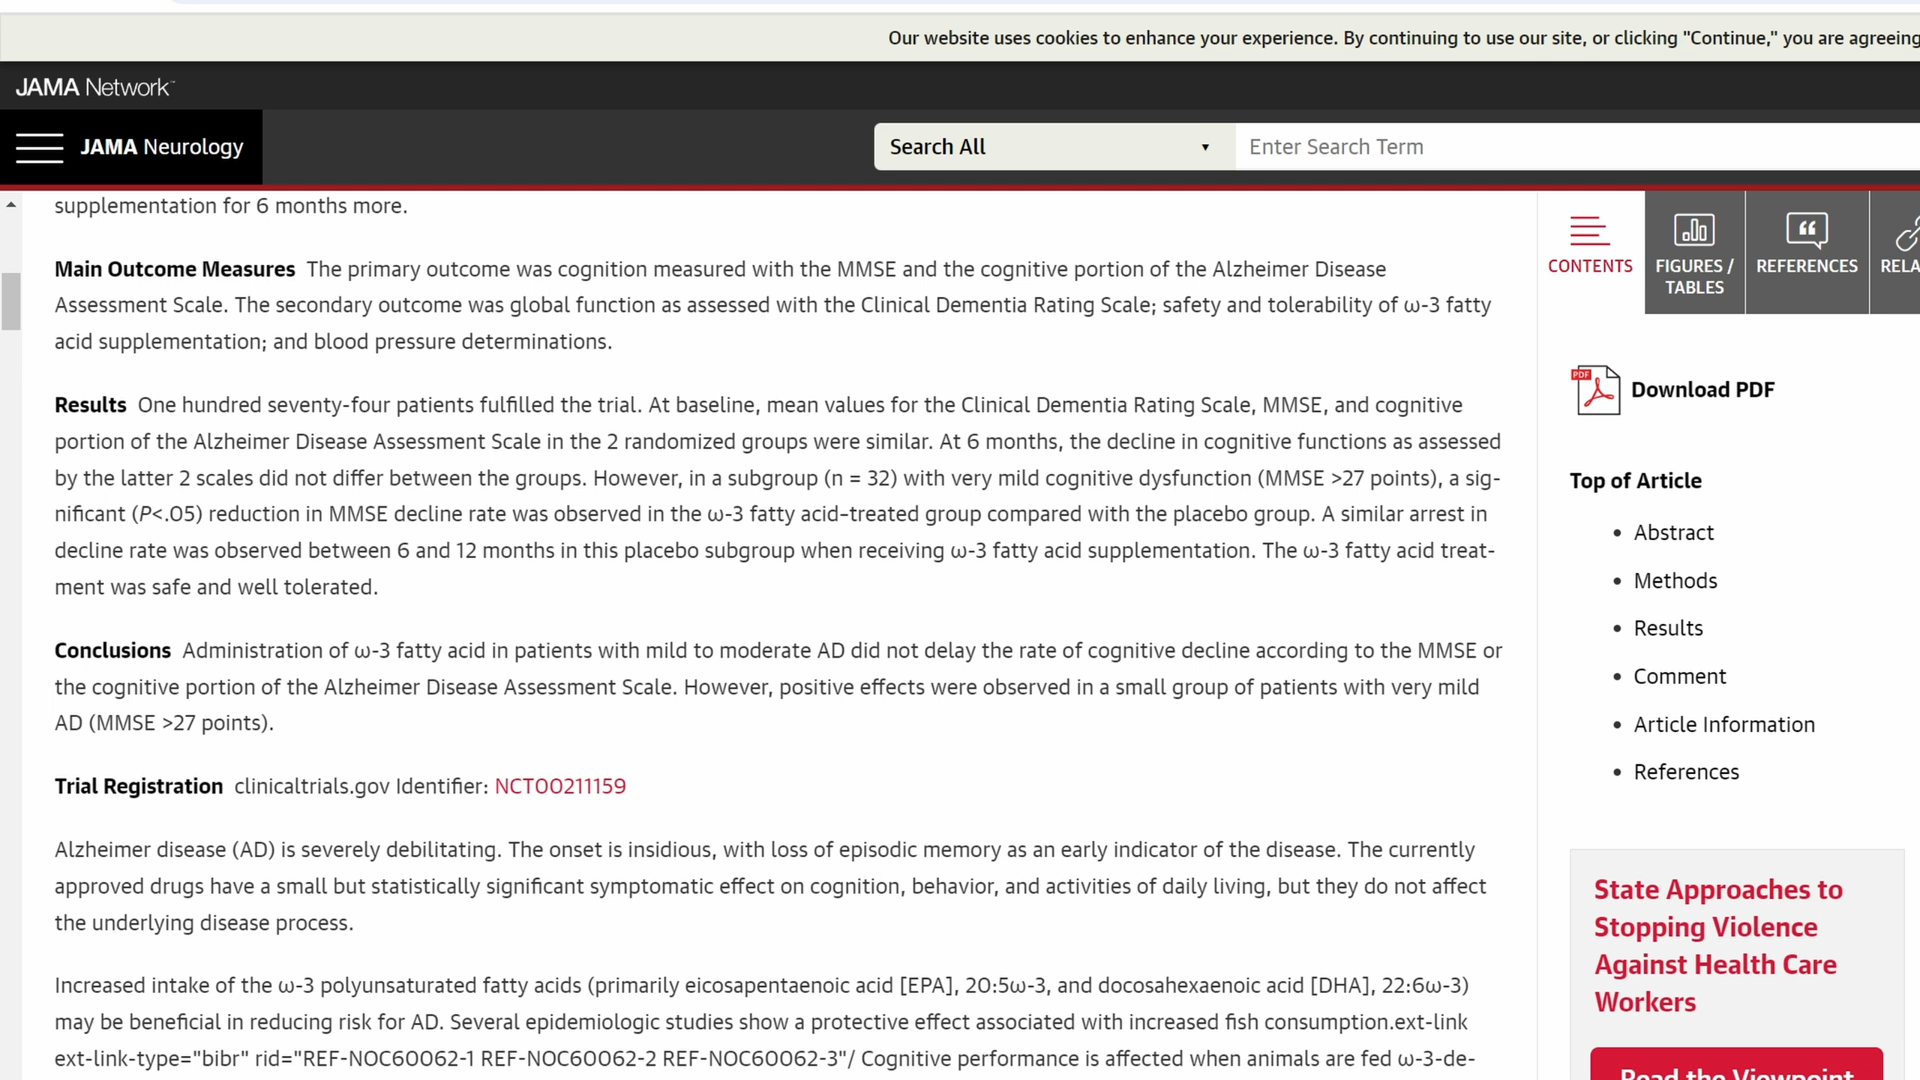 Our website uses cookies to enhance your experience. By continuing to use our site, or clicking "Continue," you are agreeing
JAMA Network™
JAMA Neurology
Search All
Enter Search Term
supplementation for 6 months more.
Main Outcome Measures The primary outcome was cognition measured with the MMSE and the cognitive portion of the Alzheimer Disease
Assessment Scale. The secondary outcome was global function as assessed with the Clinical Dementia Rating Scale; safety and tolerability of ω-3 fatty
acid supplementation; and blood pressure determinations.
Results One hundred seventy-four patients fulfilled the trial. At baseline, mean values for the Clinical Dementia Rating Scale, MMSE, and cognitive
portion of the Alzheimer Disease Assessment Scale in the 2 randomized groups were similar. At 6 months, the decline in cognitive functions as assessed
by the latter 2 scales did not differ between the groups. However, in a subgroup (n = 32) with very mild cognitive dysfunction (MMSE >27 points), a sig-
nificant (P<.05) reduction in MMSE decline rate was observed in the ω-3 fatty acid–treated group compared with the placebo group. A similar arrest in
decline rate was observed between 6 and 12 months in this placebo subgroup when receiving ω-3 fatty acid supplementation. The ω-3 fatty acid treat-
ment was safe and well tolerated.
Conclusions Administration of ω-3 fatty acid in patients with mild to moderate AD did not delay the rate of cognitive decline according to the MMSE or
the cognitive portion of the Alzheimer Disease Assessment Scale. However, positive effects were observed in a small group of patients with very mild
AD (MMSE >27 points).
Trial Registration clinicaltrials.gov Identifier: NCT00211159
Alzheimer disease (AD) is severely debilitating. The onset is insidious, with loss of episodic memory as an early indicator of the disease. The currently
approved drugs have a small but statistically significant symptomatic effect on cognition, behavior, and activities of daily living, but they do not affect
the underlying disease process.
Increased intake of the ω-3 polyunsaturated fatty acids (primarily eicosapentaenoic acid [EPA], 20:5ω-3, and docosahexaenoic acid [DHA], 22:6ω-3)
may be beneficial in reducing risk for AD. Several epidemiologic studies show a protective effect associated with increased fish consumption.ext-link
ext-link-type="bibr" rid="REF-NOC60062-1 REF-NOC60062-2 REF-NOC60062-3"/ Cognitive performance is affected when animals are fed ω-3-de-
CONTENTS
FIGURES /
TABLES
REFERENCES
RELA
PDF
Download PDF
Top of Article
• Abstract
• Methods
• Results
• Comment
• Article Information
• References
State Approaches to
Stopping Violence
Against Health Care
Workers
Read the Viewpoint